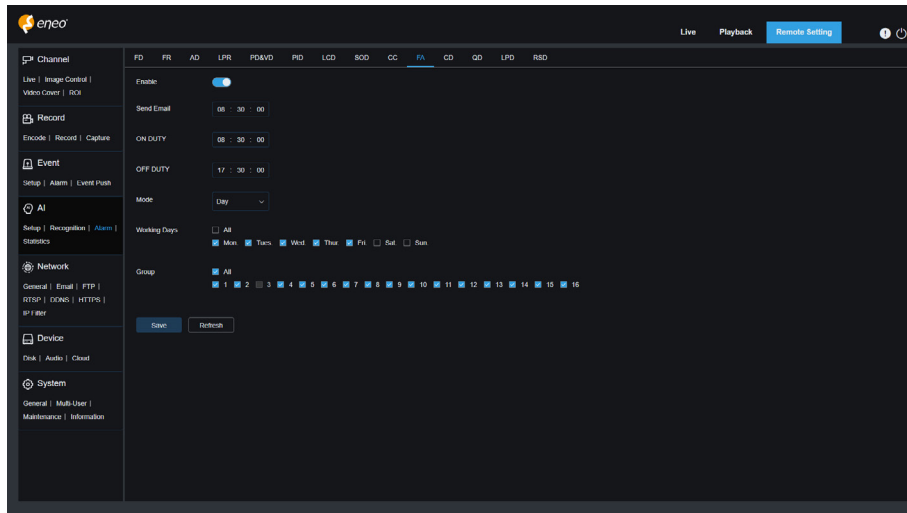 eneo
Live Playback Remote Setting
Channel
Live | Image Control |
Video Cover | ROI
Record
Encode | Record | Capture
Event
Setup | Alarm | Event Push
AI
Setup | Recognition | Alarm |
Statistics
Network
General | Email | FTP |
RTSP | DDNS | HTTPS |
IP Filter
Device
Disk | Audio | Cloud
System
General | Multi-User |
Maintenance | Information
FD FR AD LPR PD&VD PID LCD SOD CC FA CD QD LPD RSD
Enable
Send Email 08 : 30 : 00
ON DUTY 08 : 30 : 00
OFF DUTY 17 : 30 : 00
Mode Day
Working Days All
Mon. Tues. Wed. Thur. Fri. Sat. Sun.
Group All
1 2 3 4 5 6 7 8 9 10 11 12 13 14 15 16
Save Refresh